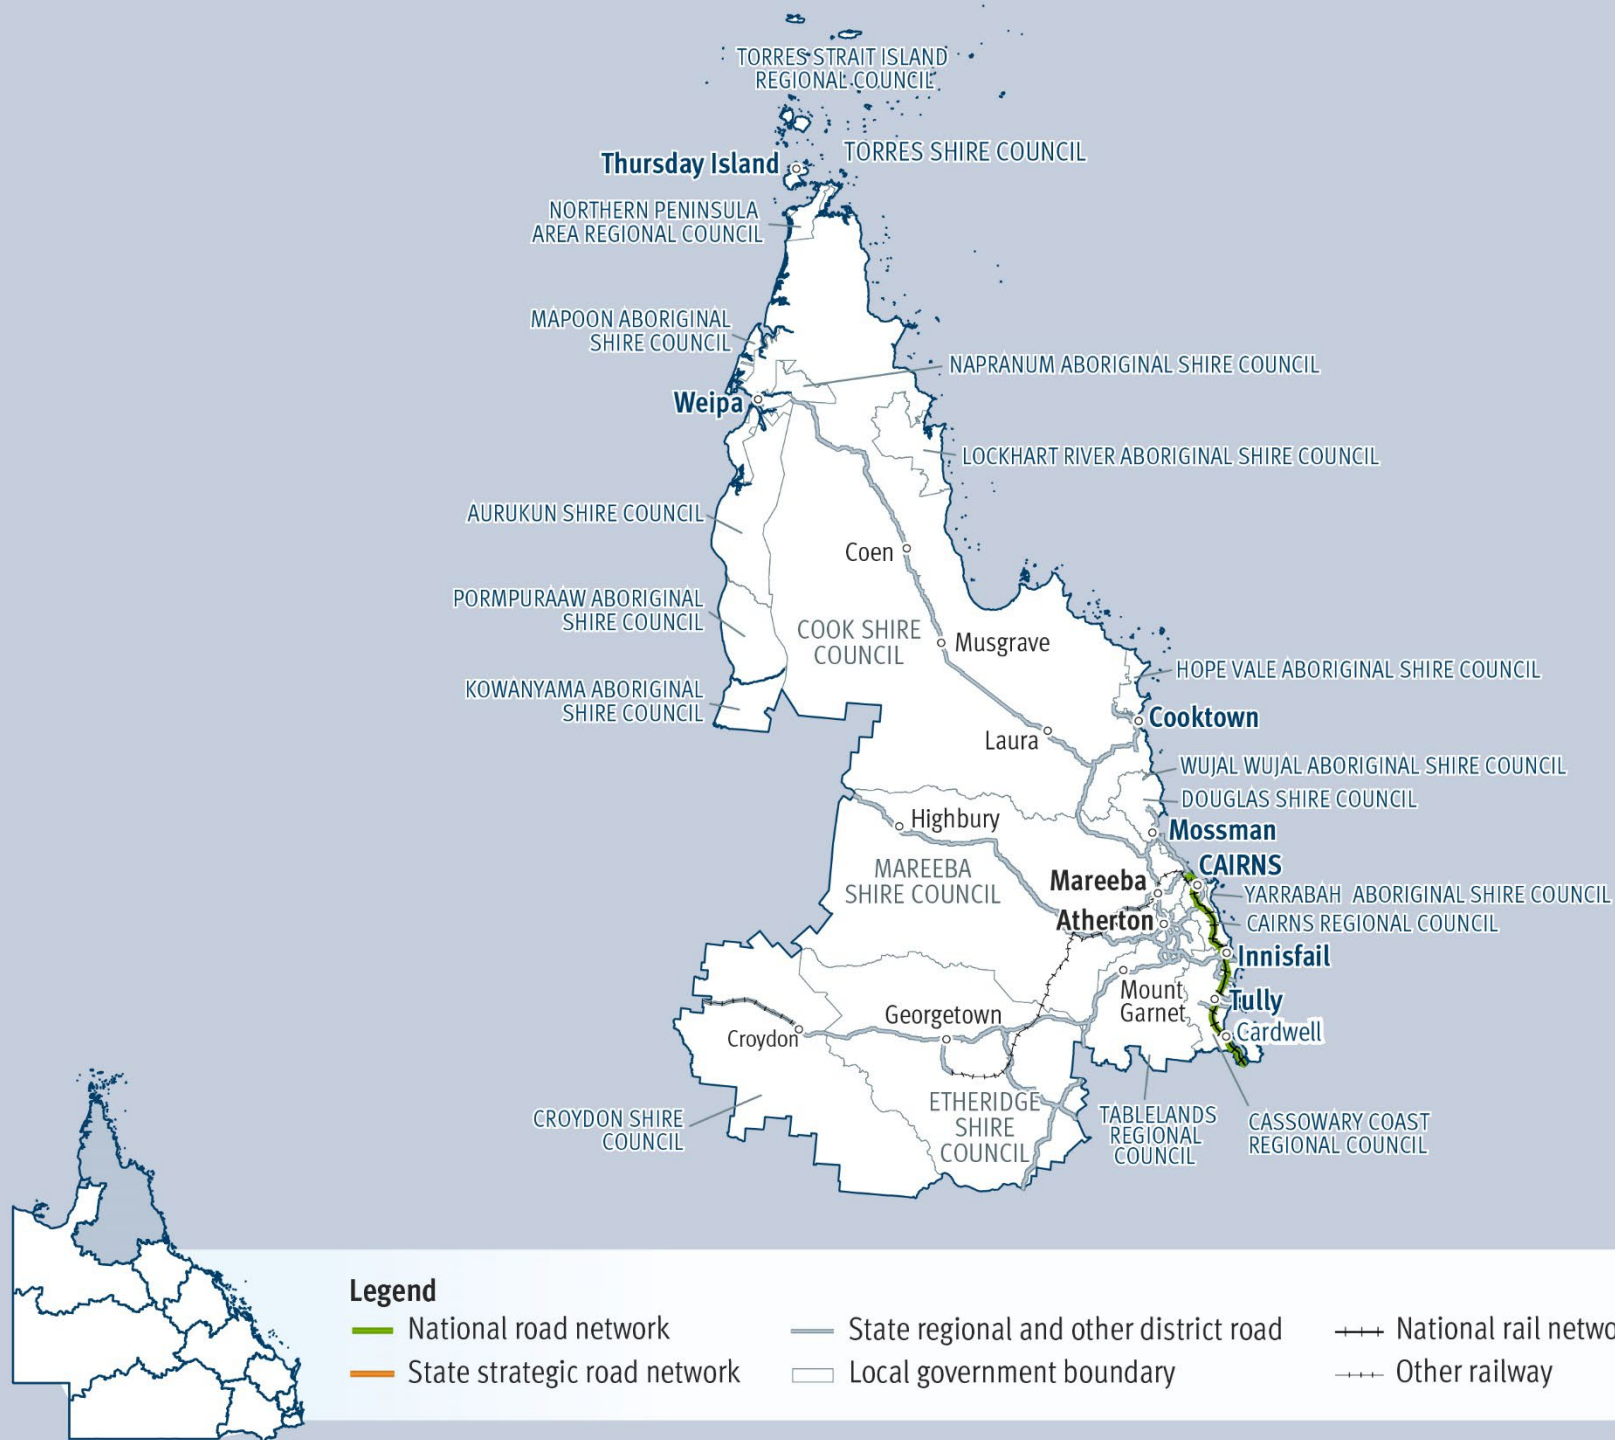 TORRES STRAIT ISLAND
REGIONAL COUNCIL
Thursday Island
TORRES SHIRE COUNCIL
NORTHERN PENINSULA
AREA REGIONAL COUNCIL
MAPOON ABORIGINAL
SHIRE COUNCIL
NAPRANUM ABORIGINAL SHIRE COUNCIL
Weipa
LOCKHART RIVER ABORIGINAL SHIRE COUNCIL
AURUKUN SHIRE COUNCIL
Coen
PORMPURAAW ABORIGINAL
SHIRE COUNCIL
COOK SHIRE
COUNCIL
Musgrave
HOPE VALE ABORIGINAL SHIRE COUNCIL
KOWANYAMA ABORIGINAL
SHIRE COUNCIL
Cooktown
Laura
WUJAL WUJAL ABORIGINAL SHIRE COUNCIL
DOUGLAS SHIRE COUNCIL
Highbury
Mossman
MAREEBA
SHIRE COUNCIL
CAIRNS
Mareeba
YARRABAH ABORIGINAL SHIRE COUNCIL
Atherton
CAIRNS REGIONAL COUNCIL
Innisfail
Mount
Garnet
Tully
Georgetown
Croydon
Cardwell
ETHERIDGE
SHIRE
COUNCIL
CROYDON SHIRE
COUNCIL
TABLELANDS
REGIONAL
COUNCIL
CASSOWARY COAST
REGIONAL COUNCIL
Legend
National road network
State regional and other district road
National rail netwo
State strategic road network
Local government boundary
Other railway